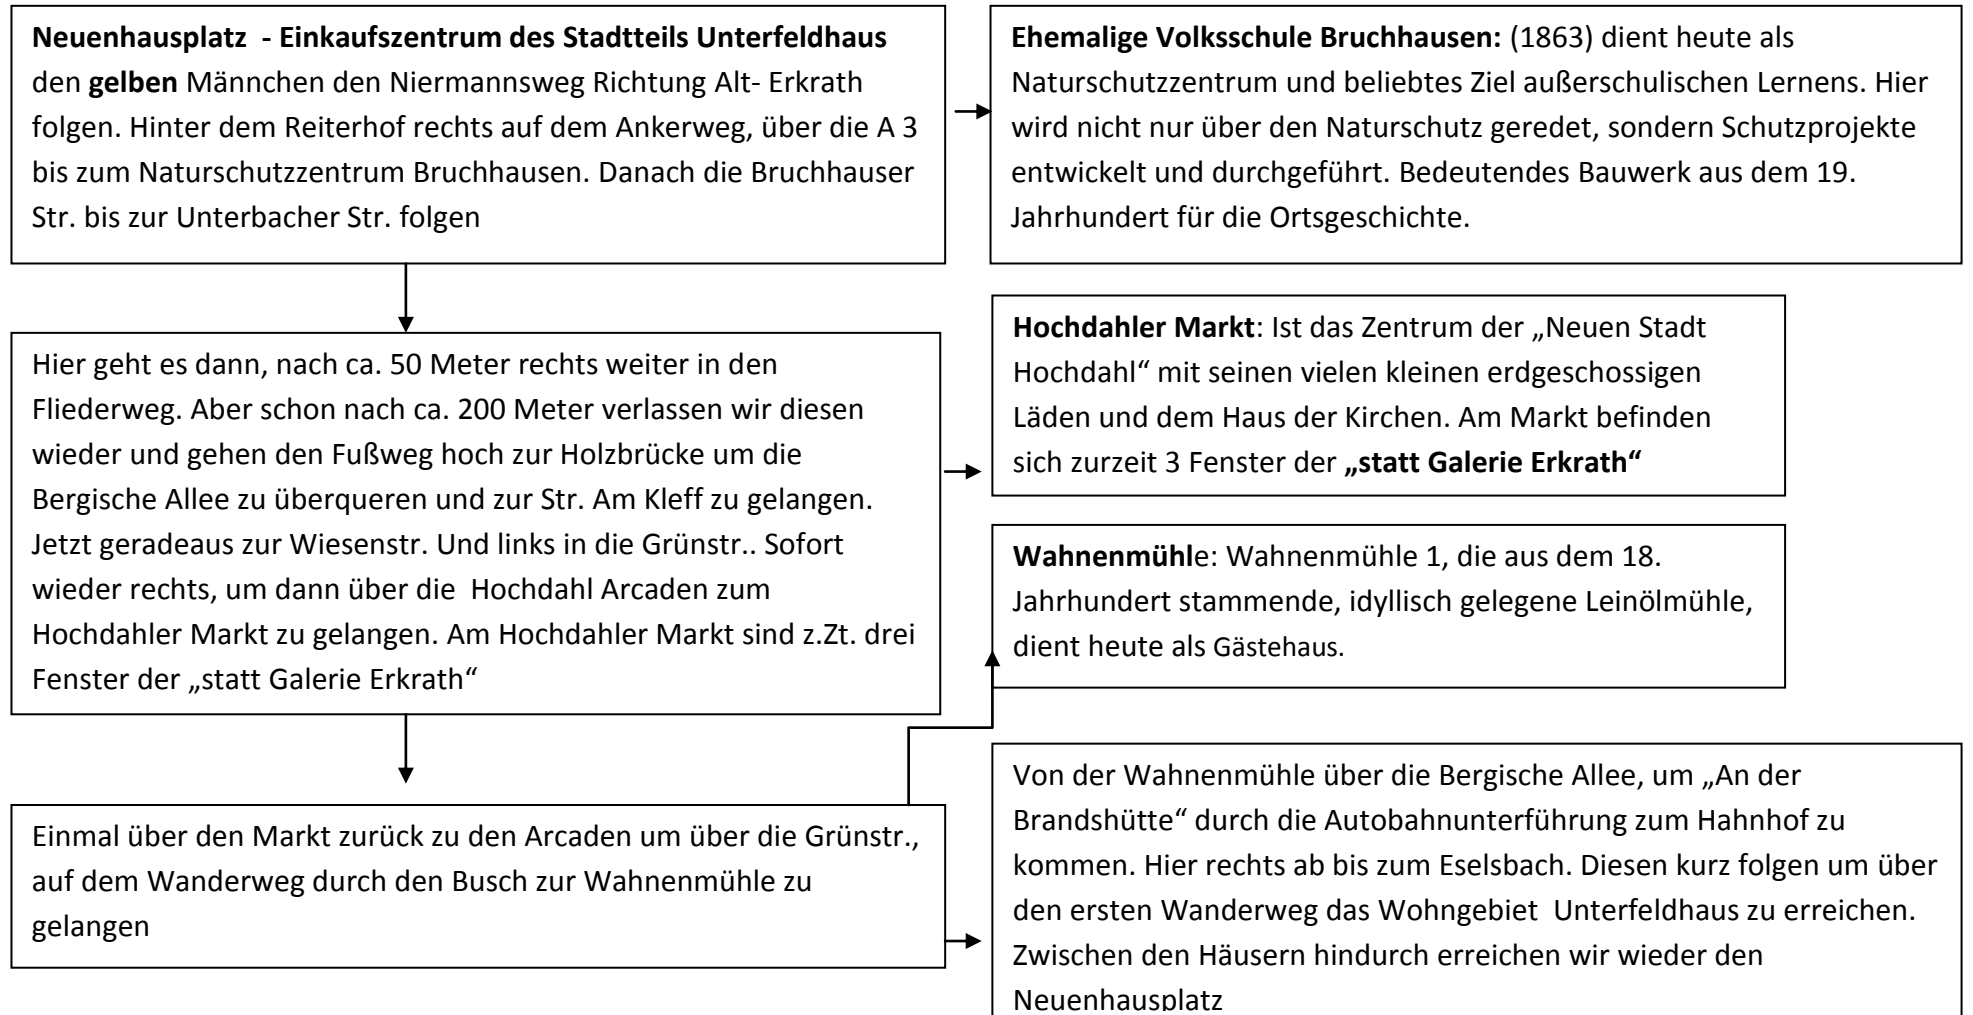 Neuenhausplatz  - Einkaufszentrum des Stadtteils Unterfeldhaus
den gelben Männchen den Niermannsweg Richtung Alt- Erkrath
folgen. Hinter dem Reiterhof rechts auf dem Ankerweg, über die A 3
bis zum Naturschutzzentrum Bruchhausen. Danach die Bruchhauser
Str. bis zur Unterbacher Str. folgen
Ehemalige Volksschule Bruchhausen: (1863) dient heute als
Naturschutzzentrum und beliebtes Ziel außerschulischen Lernens. Hier
wird nicht nur über den Naturschutz geredet, sondern Schutzprojekte
entwickelt und durchgeführt. Bedeutendes Bauwerk aus dem 19.
Jahrhundert für die Ortsgeschichte.
Hier geht es dann, nach ca. 50 Meter rechts weiter in den
Fliederweg. Aber schon nach ca. 200 Meter verlassen wir diesen
wieder und gehen den Fußweg hoch zur Holzbrücke um die
Bergische Allee zu überqueren und zur Str. Am Kleff zu gelangen.
Jetzt geradeaus zur Wiesenstr. Und links in die Grünstr.. Sofort
wieder rechts, um dann über die  Hochdahl Arcaden zum
Hochdahler Markt zu gelangen. Am Hochdahler Markt sind z.Zt. drei
Fenster der „statt Galerie Erkrath“
Hochdahler Markt: Ist das Zentrum der „Neuen Stadt
Hochdahl“ mit seinen vielen kleinen erdgeschossigen
Läden und dem Haus der Kirchen. Am Markt befinden
sich zurzeit 3 Fenster der „statt Galerie Erkrath“
Wahnenmühle: Wahnenmühle 1, die aus dem 18.
Jahrhundert stammende, idyllisch gelegene Leinölmühle,
dient heute als Gästehaus.
Einmal über den Markt zurück zu den Arcaden um über die Grünstr.,
auf dem Wanderweg durch den Busch zur Wahnenmühle zu
gelangen
Von der Wahnenmühle über die Bergische Allee, um „An der
Brandshütte“ durch die Autobahnunterführung zum Hahnhof zu
kommen. Hier rechts ab bis zum Eselsbach. Diesen kurz folgen um über
den ersten Wanderweg das Wohngebiet  Unterfeldhaus zu erreichen.
Zwischen den Häusern hindurch erreichen wir wieder den
Neuenhausplatz